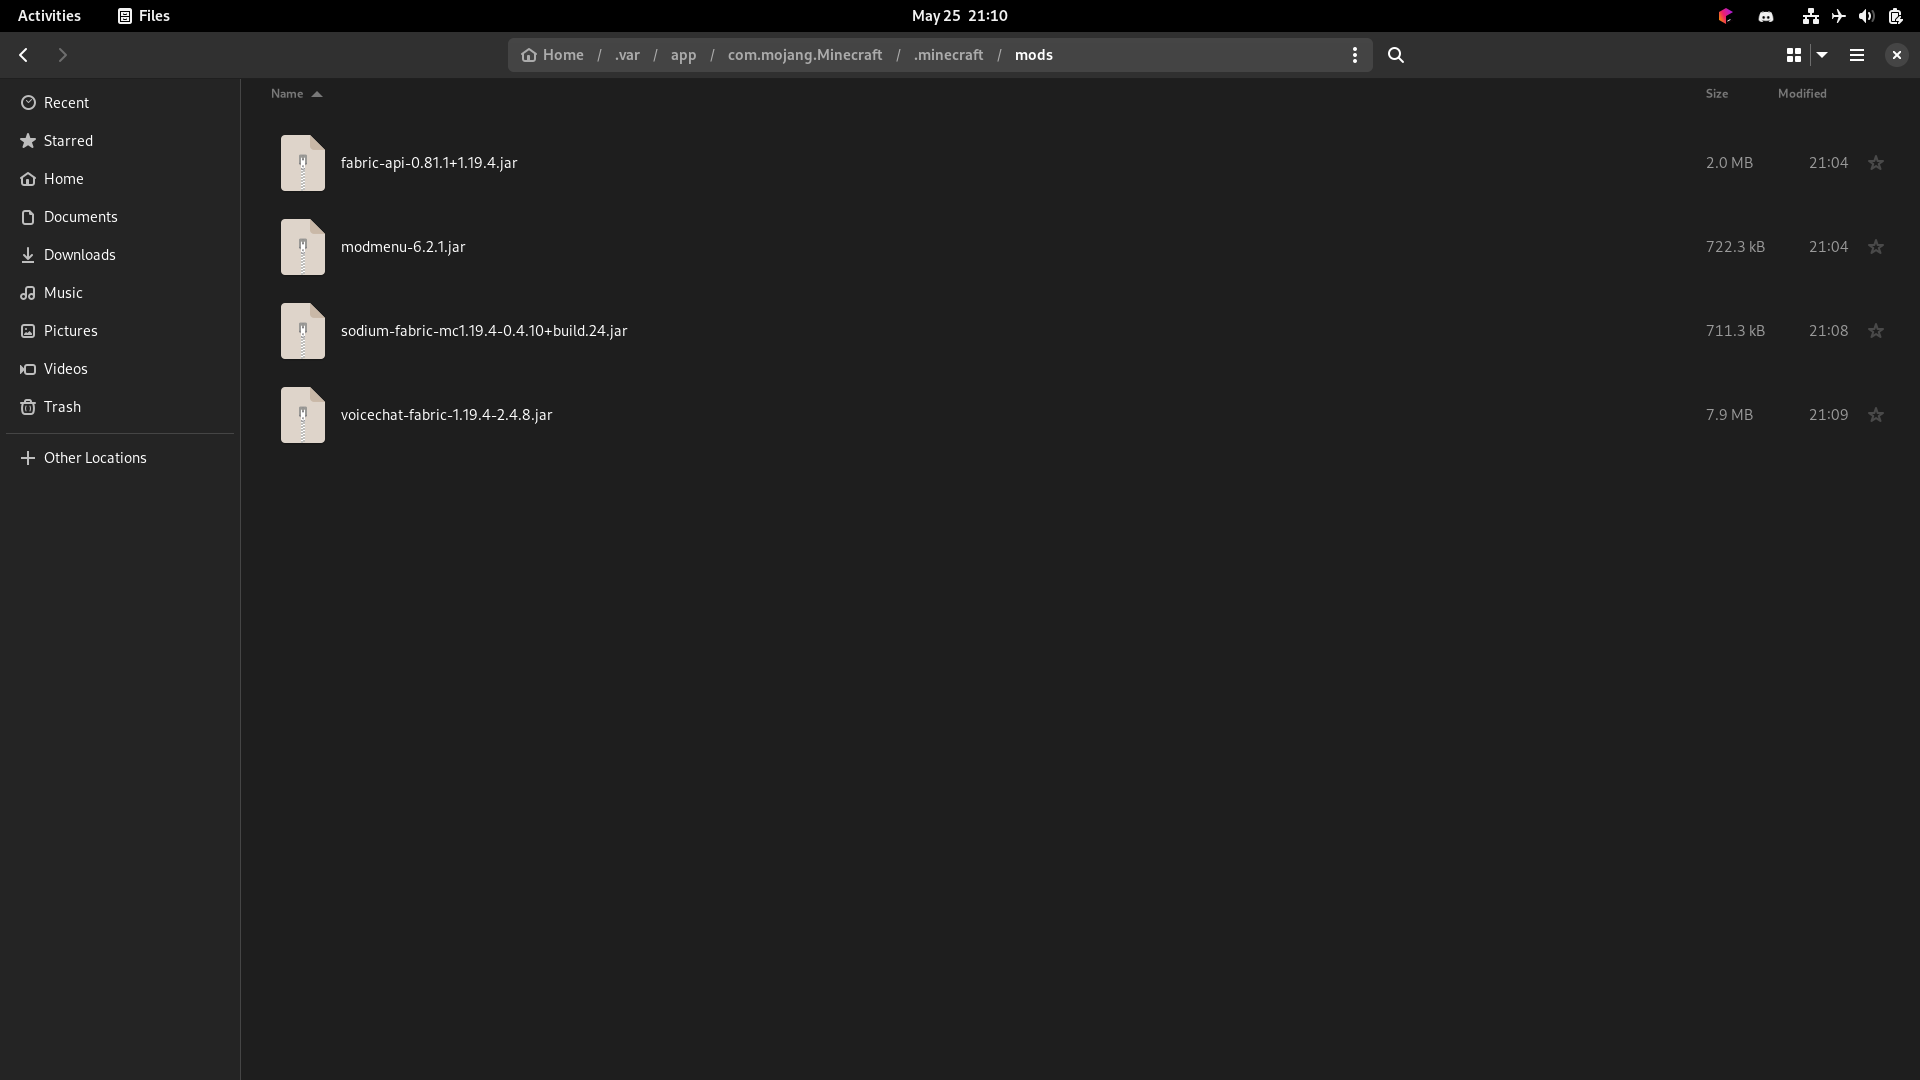 Activities Files May 25 21:10
Home / .var / app / com.mojang.Minecraft / .minecraft / mods
Recent
Starred
Home
Documents
Downloads
Music
Pictures
Videos
Trash
Other Locations
Name Size Modified
fabric-api-0.81.1+1.19.4.jar 2.0 MB 21:04
modmenu-6.2.1.jar 722.3 kB 21:04
sodium-fabric-mc1.19.4-0.4.10+build.24.jar 711.3 kB 21:08
voicechat-fabric-1.19.4-2.4.8.jar 7.9 MB 21:09